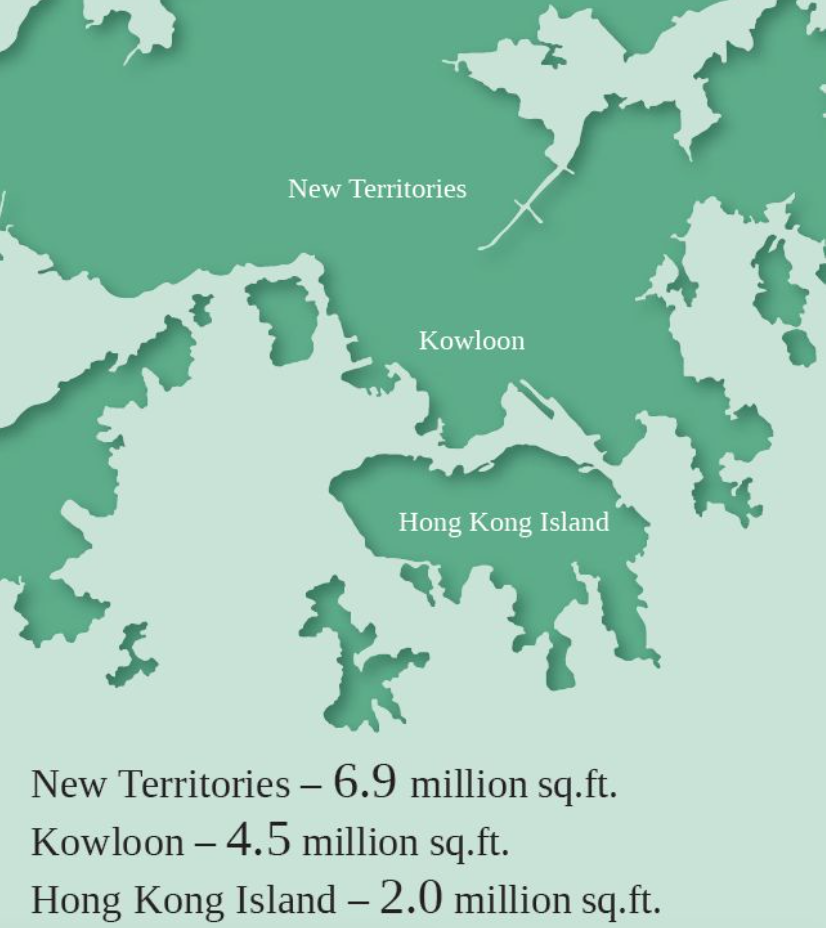 New Territories
Kowloon
Hong Kong Island
New Territories – 6.9 million sq.ft.
Kowloon – 4.5 million sq.ft.
Hong Kong Island – 2.0 million sq.ft.